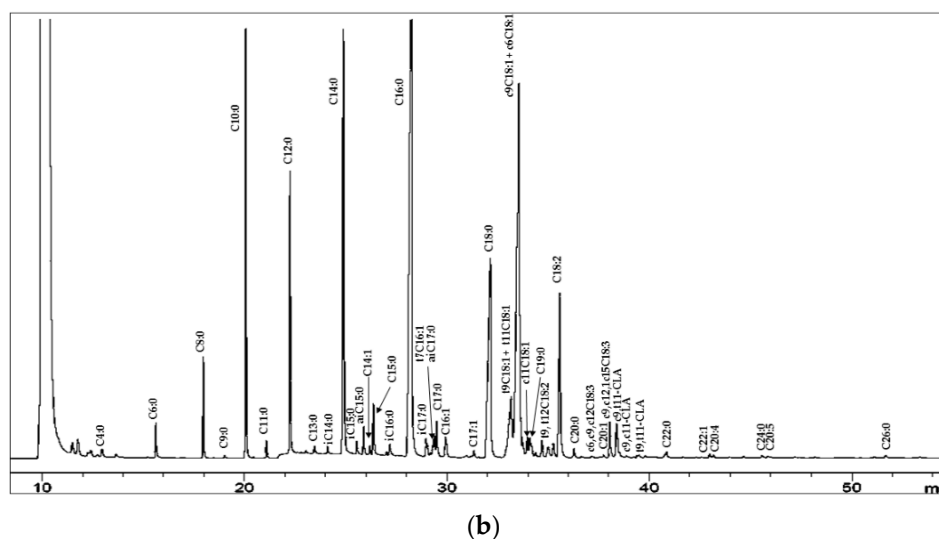 C4:0
C6:0
C8:0
C9:0
C10:0
C11:0
C12:0
C13:0
iC14:0
C14:0
iC15:0
aiC15:0
C14:1
C15:0
iC16:0
C16:0
iC17:0
t7C16:1
aiC17:0
C17:0
C16:1
C17:1
C18:0
t9C18:1 + t11C18:1
c9C18:1 + c6C18:1
c11C18:1
C19:0
t9,t12C18:2
C18:2
C20:0
c6,c9,c12C18:3
C20:1
c9,c12,1c15C18:3
c9,t11-CLA
c9,c11-CLA
t9,t11-CLA
C22:0
C22:1
C20:4
C24:0
C20:5
C26:0
10 20 30 40 50 m
(b)